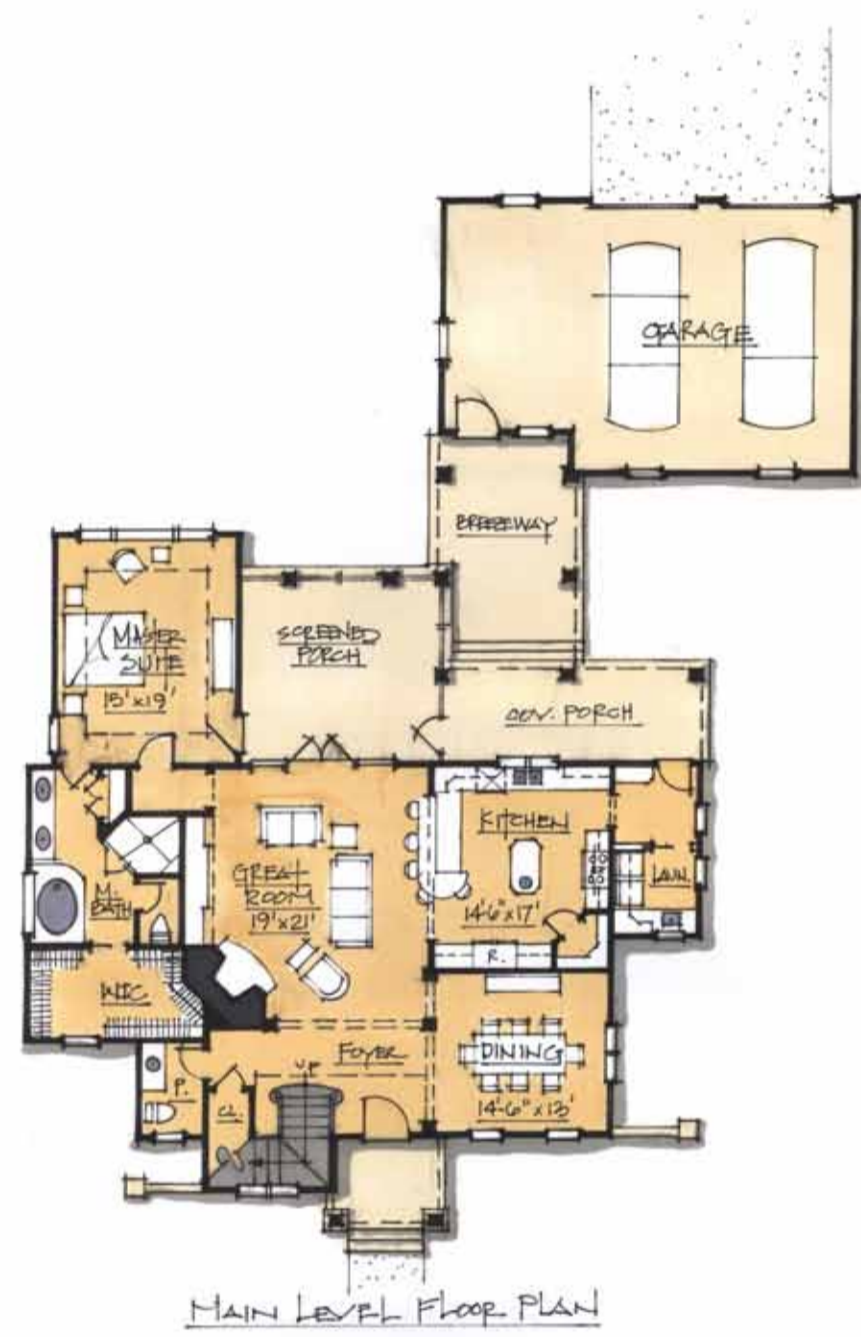 GARAGE
BREEZEWAY
MASTER
SUITE
15'x19'
SCREENED
PORCH
COV. PORCH
KITCHEN
14'-6"x17'
GREAT
ROOM
19'x21'
M.
BATH
LAUN.
R.
WIC
FOYER
UP
DINING
14'-6"x13'
P.
CL.
MAIN LEVEL FLOOR PLAN